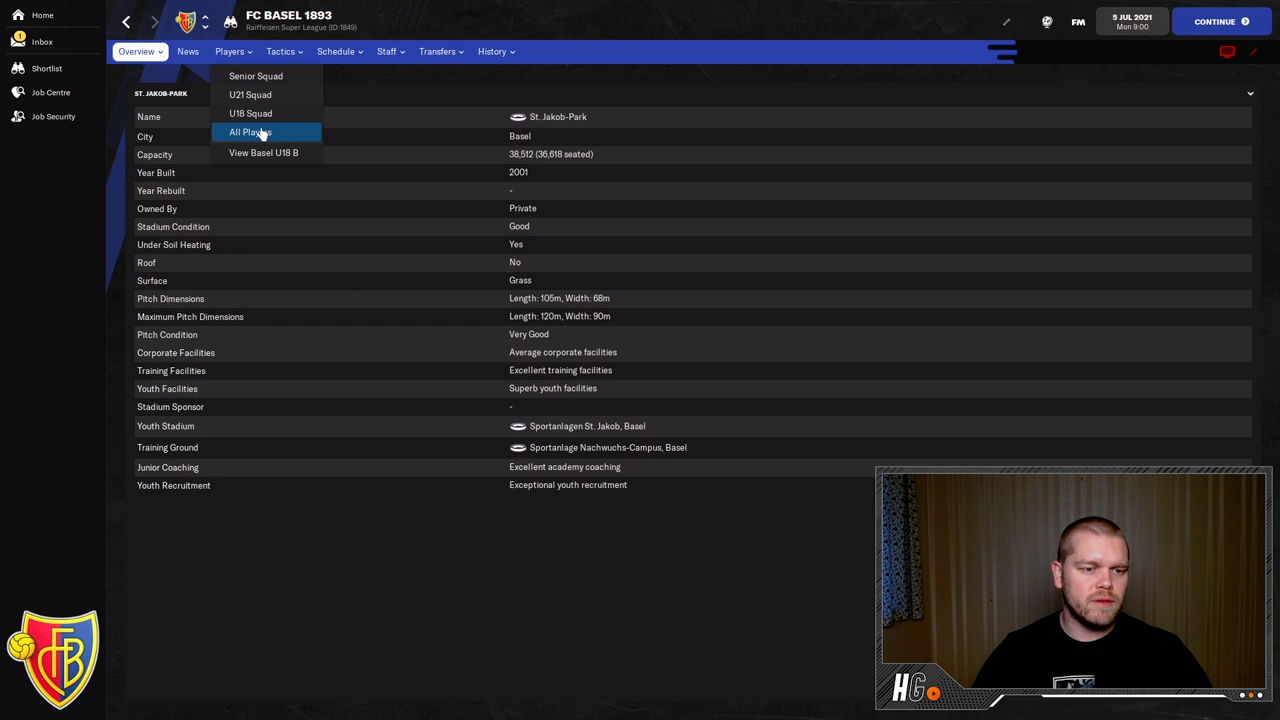 Home
1
Inbox
Shortlist
Job Centre
Job Security
FC BASEL 1893
Raiffeisen Super League (ID:1849)
FM
5 JUL 2021
Mon 9:00
CONTINUE
Overview News Players Tactics Schedule Staff Transfers History
Senior Squad
U21 Squad
U18 Squad
All Players
View Basel U18 B
ST. JAKOB-PARK
Name St. Jakob-Park
City Basel
Capacity 38,512 (36,618 seated)
Year Built 2001
Year Rebuilt -
Owned By Private
Stadium Condition Good
Under Soil Heating Yes
Roof No
Surface Grass
Pitch Dimensions Length: 105m, Width: 68m
Maximum Pitch Dimensions Length: 120m, Width: 90m
Pitch Condition Very Good
Corporate Facilities Average corporate facilities
Training Facilities Excellent training facilities
Youth Facilities Superb youth facilities
Stadium Sponsor -
Youth Stadium Sportanlagen St. Jakob, Basel
Training Ground Sportanlage Nachwuchs-Campus, Basel
Junior Coaching Excellent academy coaching
Youth Recruitment Exceptional youth recruitment
FCB
HG